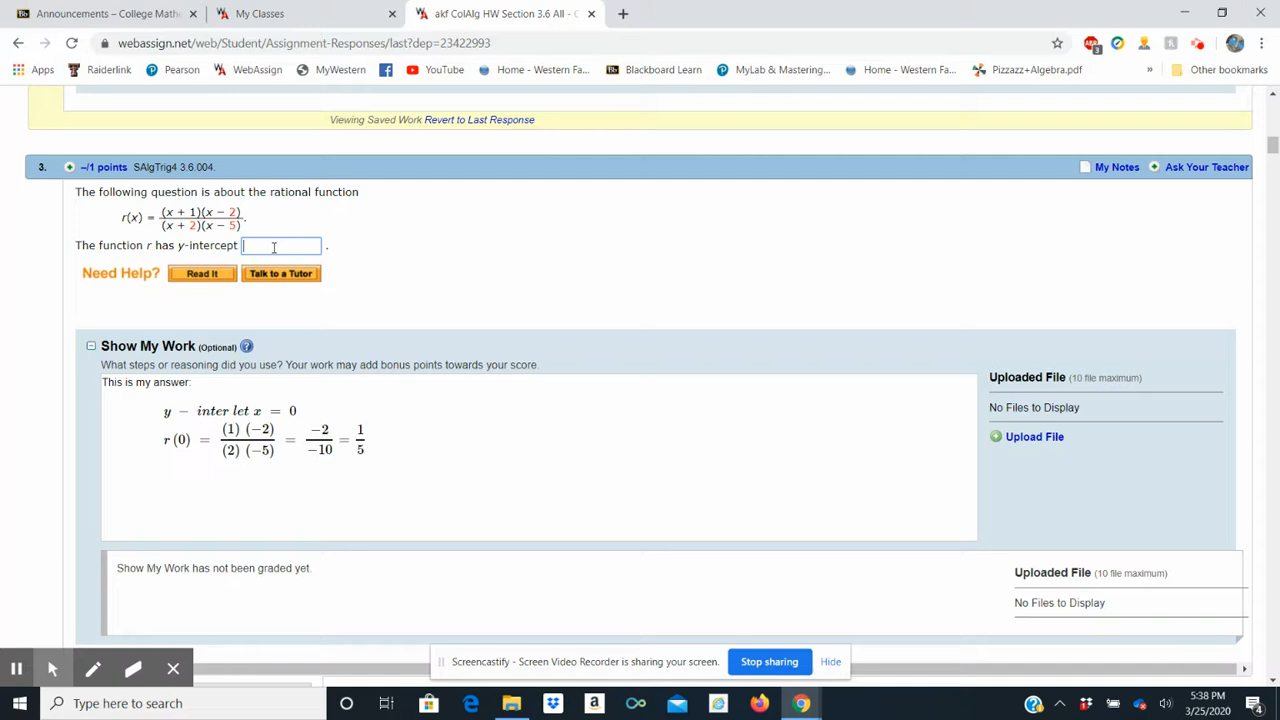 Announcements – College Mathe
My Classes
akf ColAlg HW Section 3.6 All - C
webassign.net/web/Student/Assignment-Responses/last?dep=23422993
Apps Raiderlink Pearson WebAssign MyWestern YouTube Home - Western Fa... Blackboard Learn MyLab & Mastering... Home - Western Fa... Pizzazz+Algebra.pdf » Other bookmarks
Viewing Saved Work Revert to Last Response
3. –/1 points SAlgTrig4 3.6.004. My Notes Ask Your Teacher
The following question is about the rational function
r(x) = (x + 1)(x − 2) / (x + 2)(x − 5).
The function r has y-intercept .
Need Help? Read It Talk to a Tutor
Show My Work (Optional) ?
What steps or reasoning did you use? Your work may add bonus points towards your score.
This is my answer:
y − inter let x = 0
r (0) = (1) (−2) / (2) (−5) = −2 / −10 = 1 / 5
Uploaded File (10 file maximum)
No Files to Display
Upload File
Show My Work has not been graded yet.
Uploaded File (10 file maximum)
No Files to Display
Screencastify - Screen Video Recorder is sharing your screen. Stop sharing Hide
Type here to search
5:38 PM
3/25/2020
4